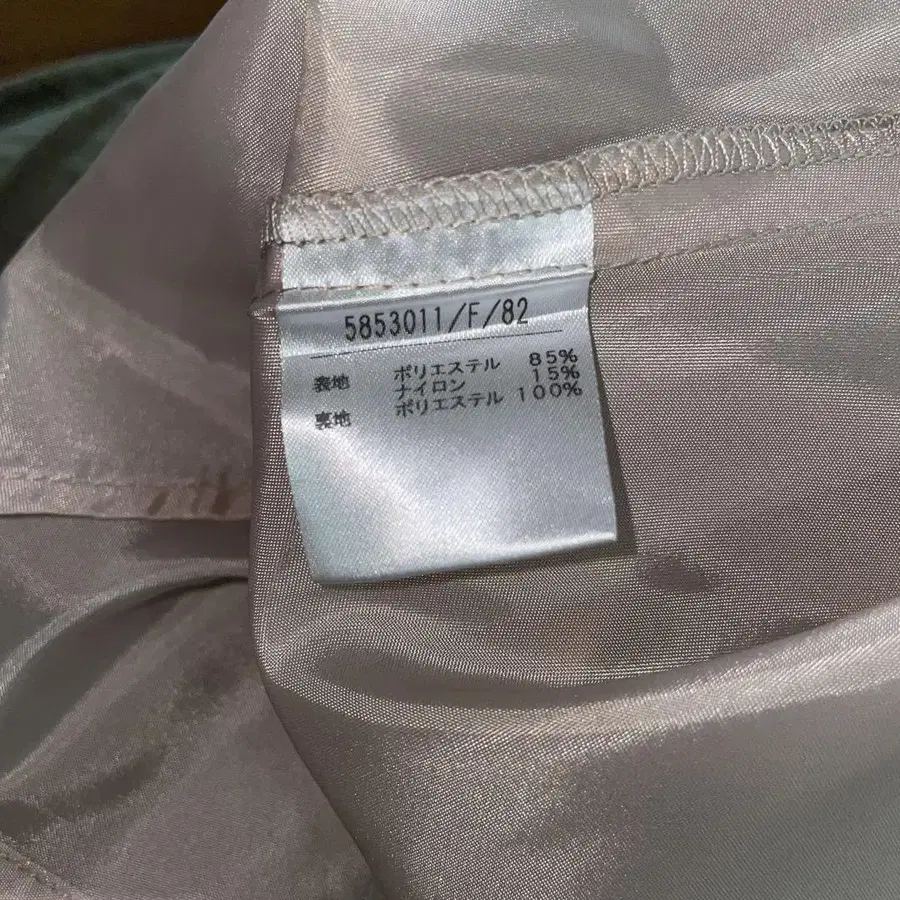 5853011/F/82
表地 ポリエステル 85%
ナイロン 15%
裏地 ポリエステル 100%